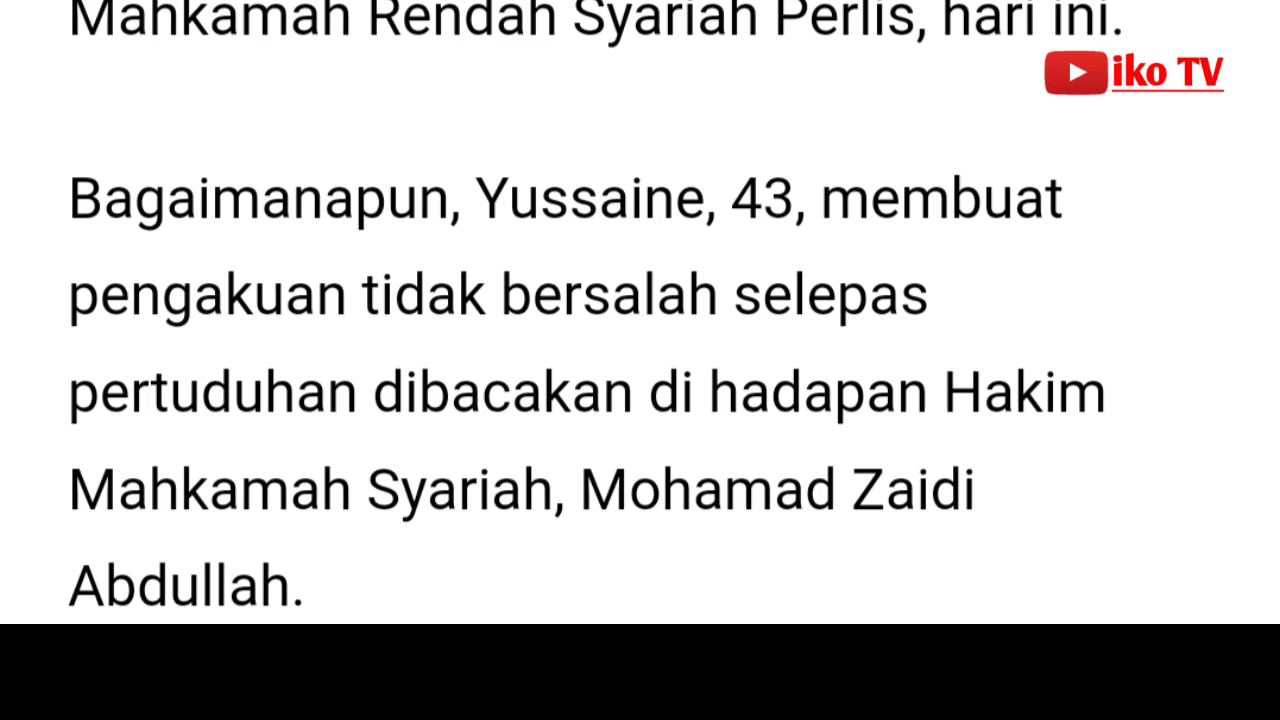 Mahkamah Rendah Syariah Perlis, hari ini.
iko TV
Bagaimanapun, Yussaine, 43, membuat
pengakuan tidak bersalah selepas
pertuduhan dibacakan di hadapan Hakim
Mahkamah Syariah, Mohamad Zaidi
Abdullah.